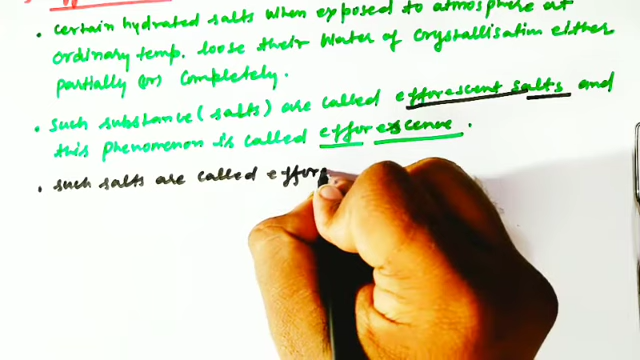 • certain hydrated salts when exposed to atmosphere at
ordinary temp. loose their water of crystallisation either
partially (or) completely.
• Such substance (salts) are called efforescent salts and
this phenomenon is called efforescence.
• such salts are called effor